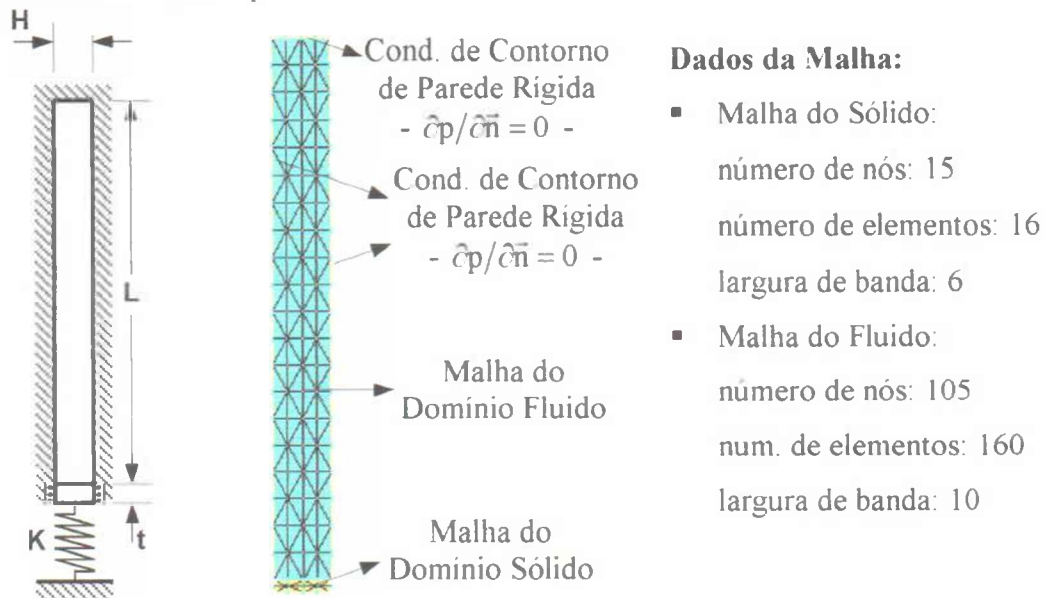 H
L
K
t
Cond. de Contorno
de Parede Rígida
- ∂p/∂n⃗ = 0 -
Cond. de Contorno
de Parede Rígida
- ∂p/∂n⃗ = 0 -
Malha do
Domínio Fluido
Malha do
Domínio Sólido
Dados da Malha:
▪ Malha do Sólido:
número de nós: 15
número de elementos: 16
largura de banda: 6
▪ Malha do Fluido:
número de nós: 105
num. de elementos: 160
largura de banda: 10